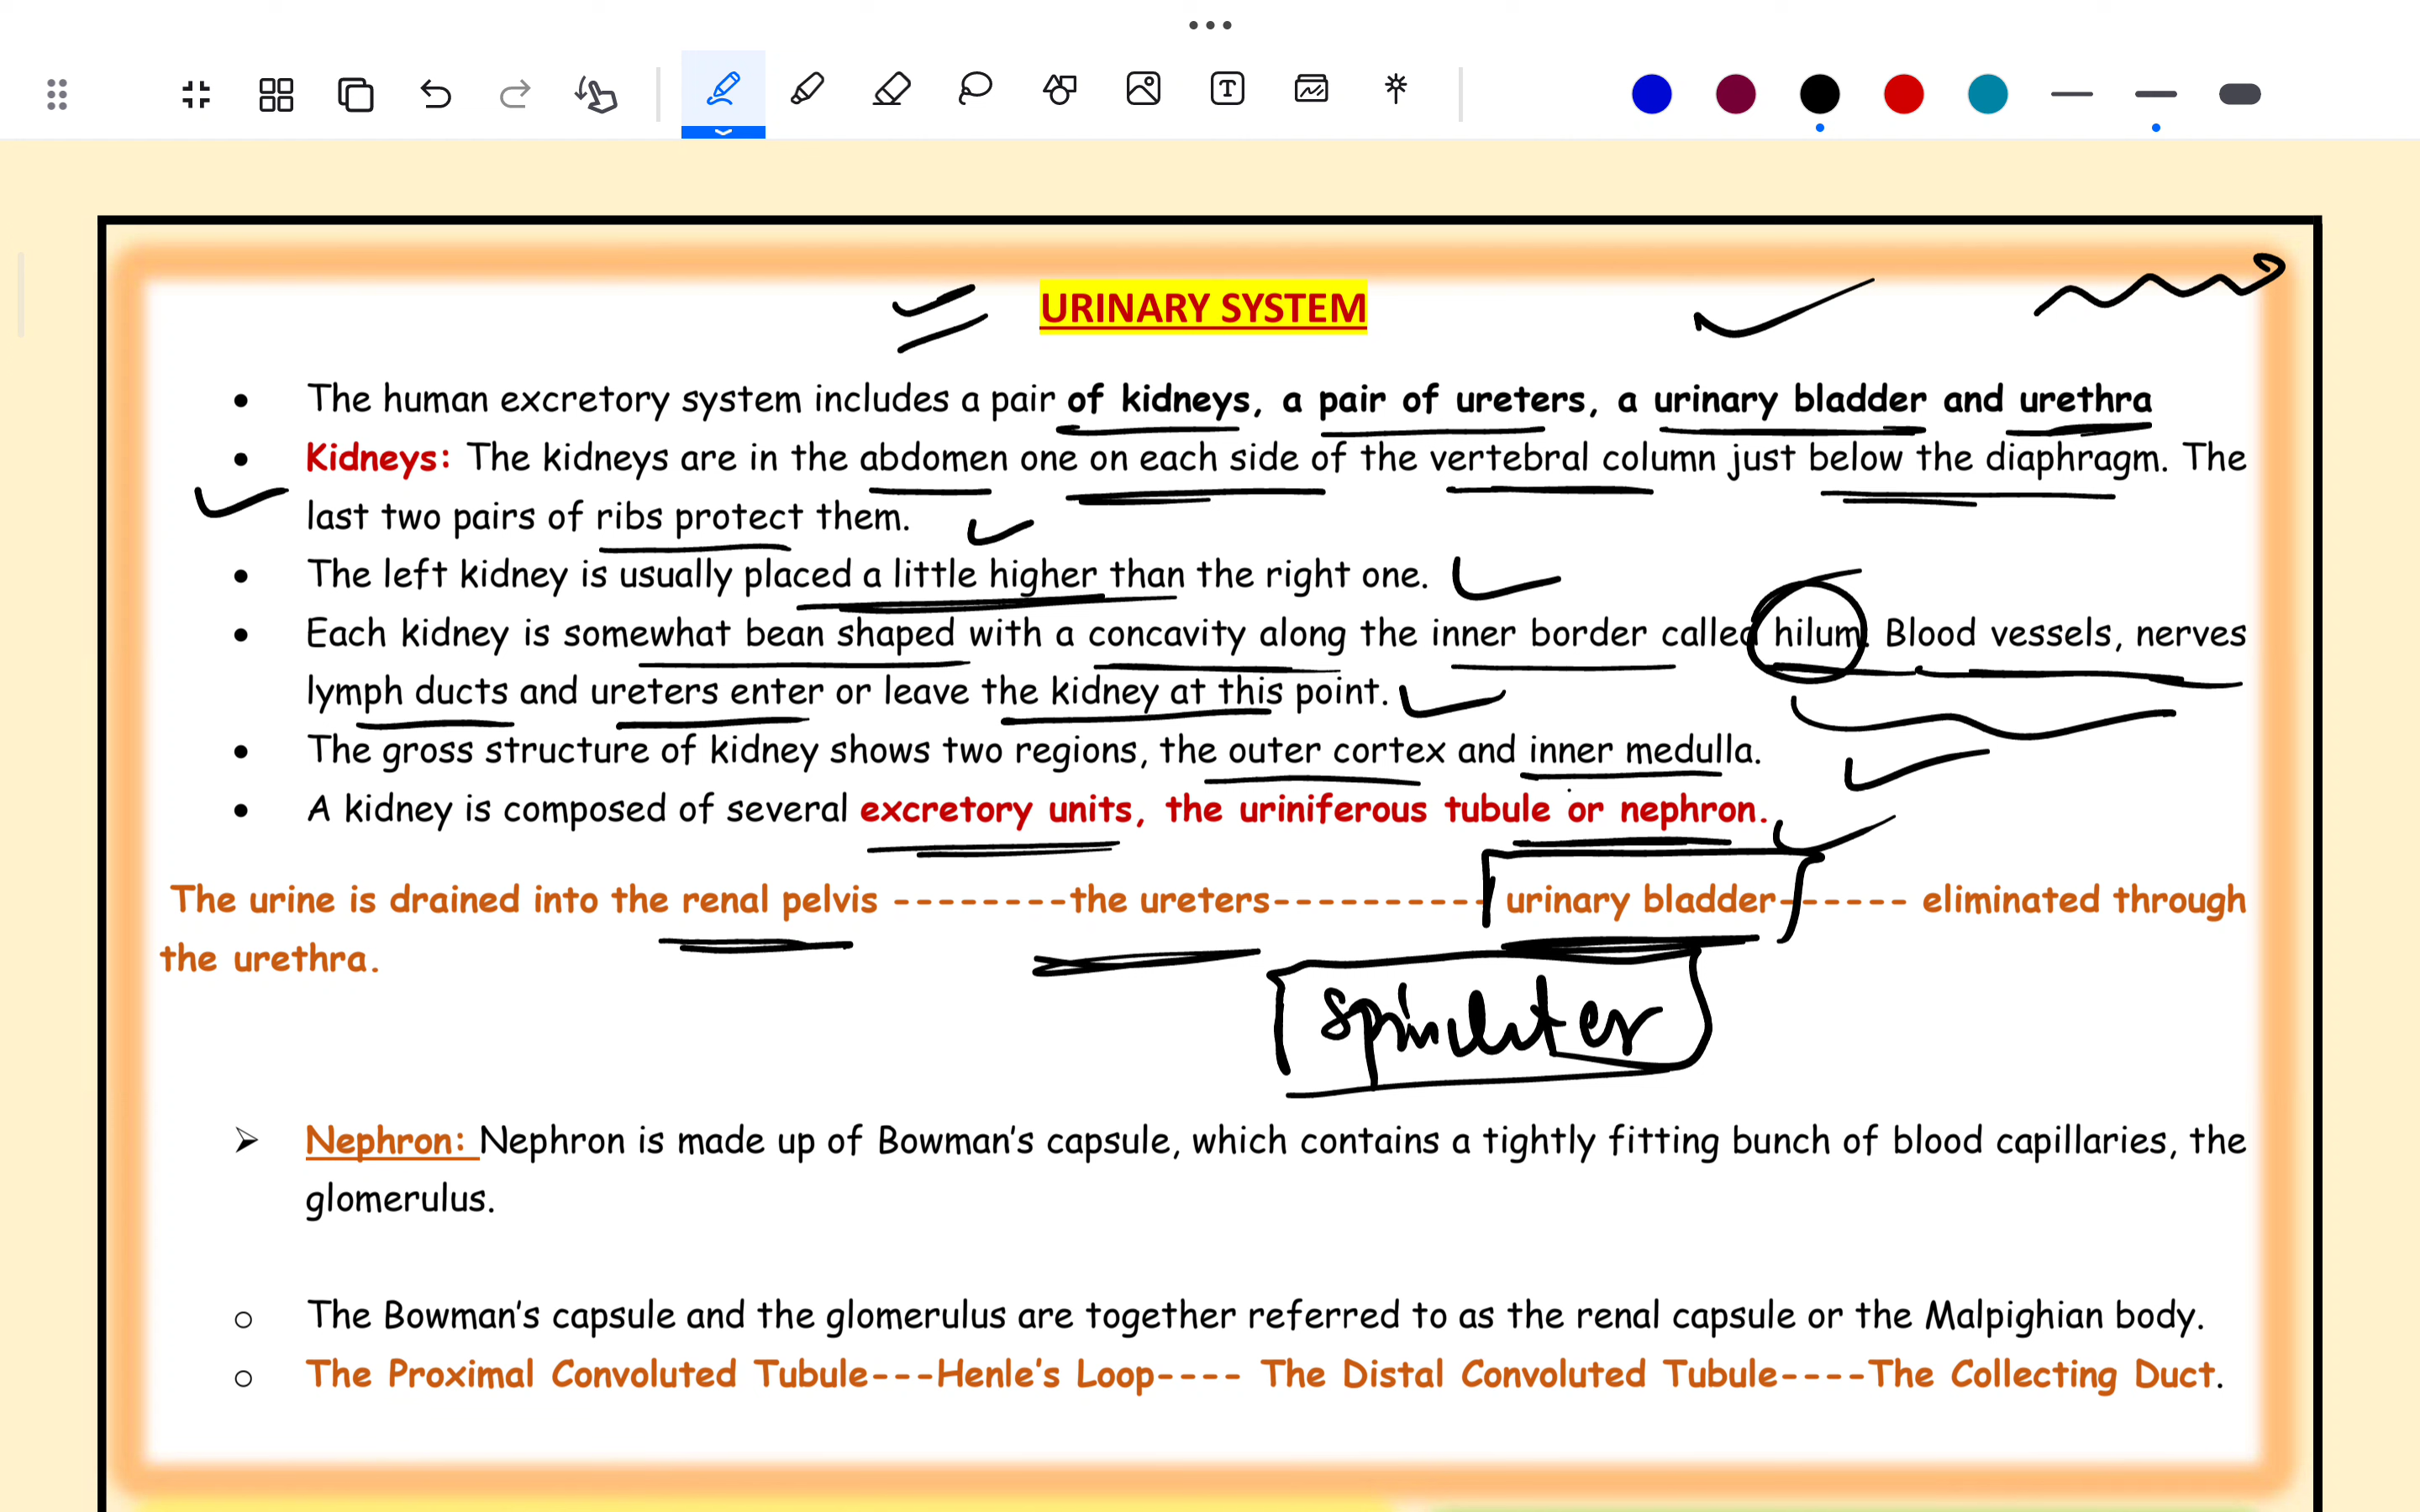 URINARY SYSTEM
• The human excretory system includes a pair of kidneys, a pair of ureters, a urinary bladder and urethra
• Kidneys: The kidneys are in the abdomen one on each side of the vertebral column just below the diaphragm. The
last two pairs of ribs protect them.
• The left kidney is usually placed a little higher than the right one.
• Each kidney is somewhat bean shaped with a concavity along the inner border called hilum. Blood vessels, nerves
lymph ducts and ureters enter or leave the kidney at this point.
• The gross structure of kidney shows two regions, the outer cortex and inner medulla.
• A kidney is composed of several excretory units, the uriniferous tubule or nephron.
The urine is drained into the renal pelvis --------the ureters---------- urinary bladder------ eliminated through
the urethra.
➢ Nephron: Nephron is made up of Bowman's capsule, which contains a tightly fitting bunch of blood capillaries, the
glomerulus.
○ The Bowman's capsule and the glomerulus are together referred to as the renal capsule or the Malpighian body.
○ The Proximal Convoluted Tubule---Henle's Loop---- The Distal Convoluted Tubule----The Collecting Duct.